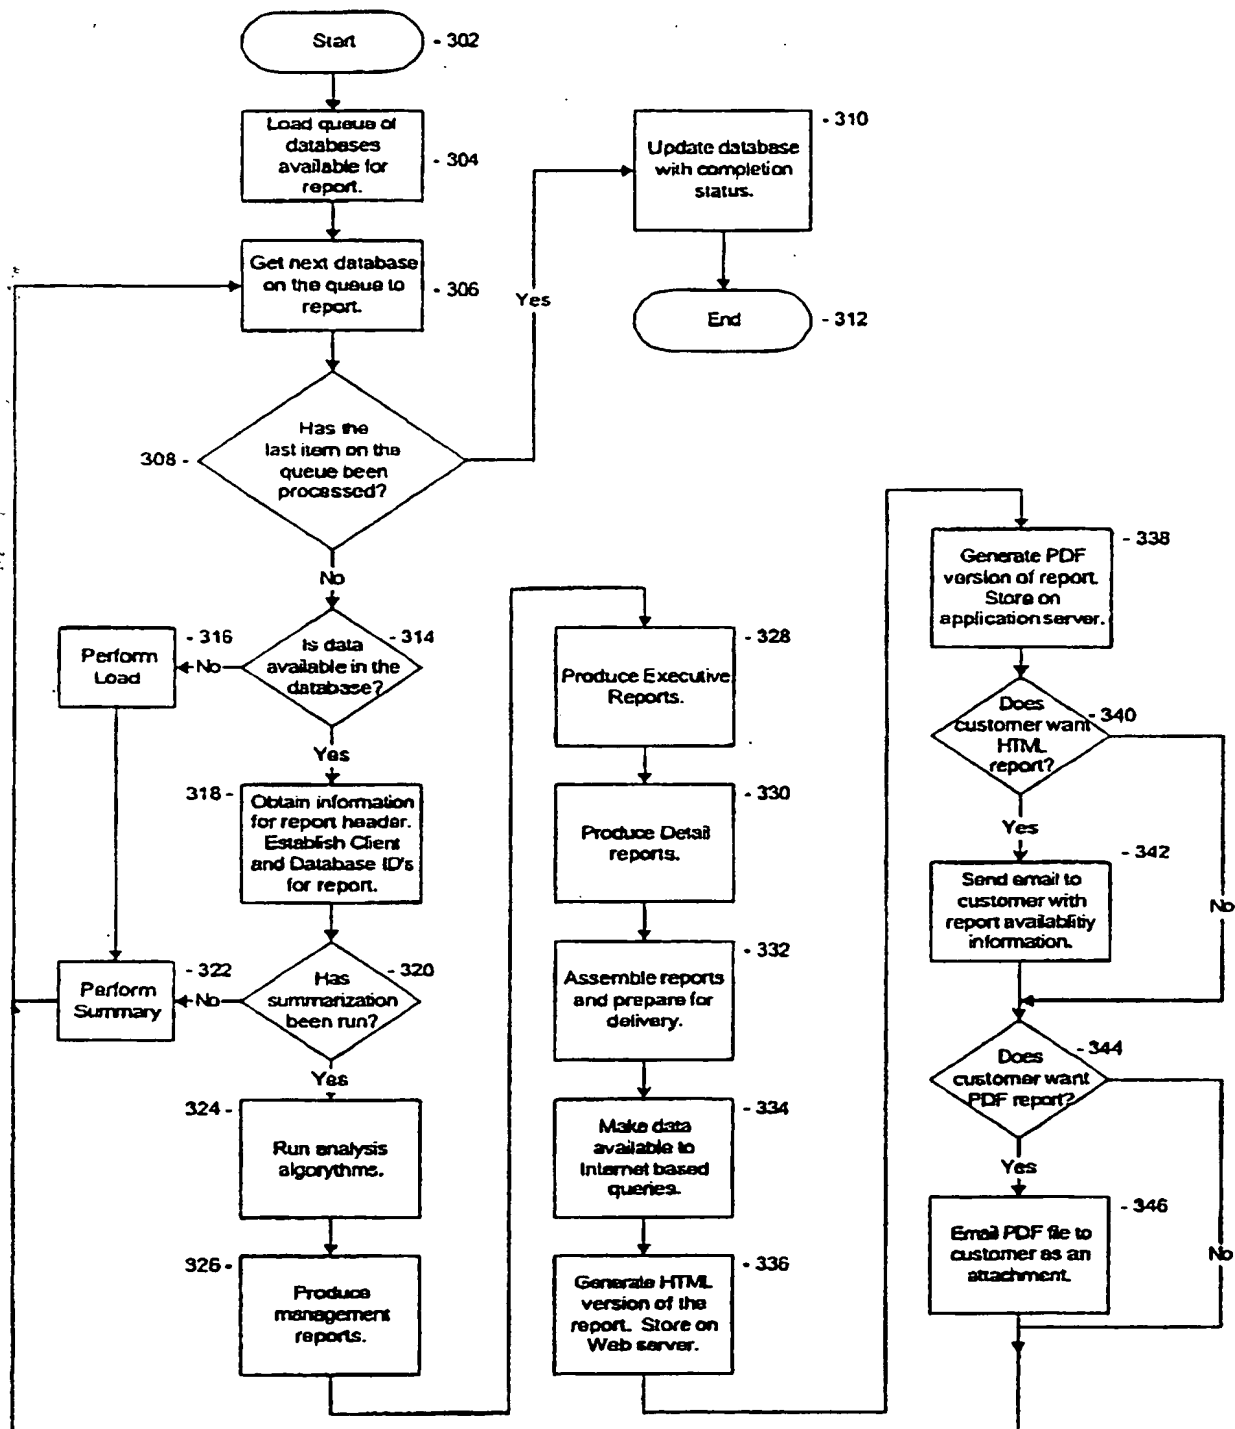 Start
- 302
Load queue of
databases
available for
report.
- 304
Get next database
on the queue to
report.
- 306
Has the
last item on the
queue been
processed?
308 -
Yes
- 310
Update database
with completion
status.
End
- 312
No
- 314
Is data
available in the
database?
No
- 316
Perform
Load
Yes
318 -
Obtain information
for report header.
Establish Client
and Database ID's
for report.
- 320
Has
summarization
been run?
No
- 322
Perform
Summary
Yes
324 -
Run analysis
algorythms.
326 -
Produce
management
reports.
- 328
Produce Executive
Reports.
- 330
Produce Detail
reports.
- 332
Assemble reports
and prepare for
delivery.
- 334
Make data
available to
Internet based
queries.
- 336
Generate HTML
version of the
report. Store on
Web server.
- 338
Generate PDF
version of report.
Store on
application server.
- 340
Does
customer want
HTML
report?
Yes
No
- 342
Send email to
customer with
report availablitiy
information.
- 344
Does
customer want
PDF report?
Yes
No
- 346
Email PDF file to
customer as an
attachment.